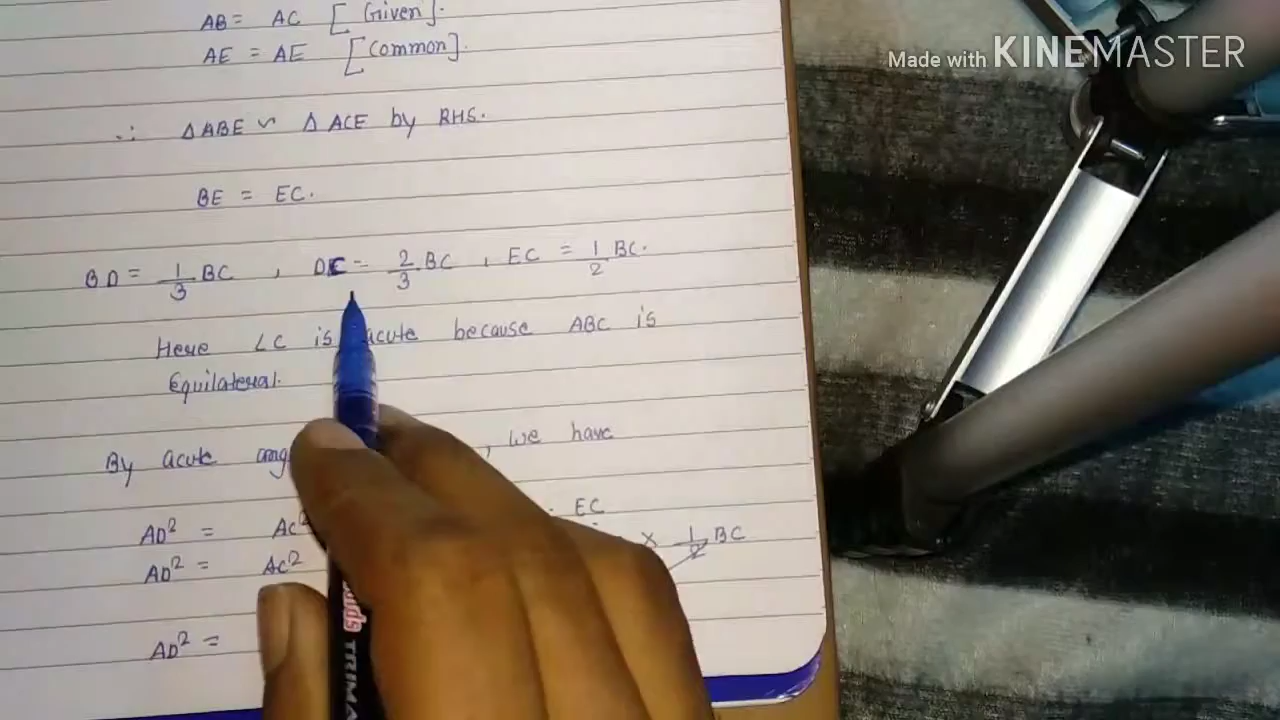 AB = AC [Given].
AE = AE [Common].
Made with KINEMASTER
∴ ΔABE ∽ ΔACE by RHS.
BE = EC.
BD = 1/3 BC , DC = 2/3 BC , EC = 1/2 BC.
Here ∠C is acute because ABC is
Equilateral.
By acute , we have
AD² = AC² EC
AD² = AC² × 1/2 BC
AD² =
TRIMA